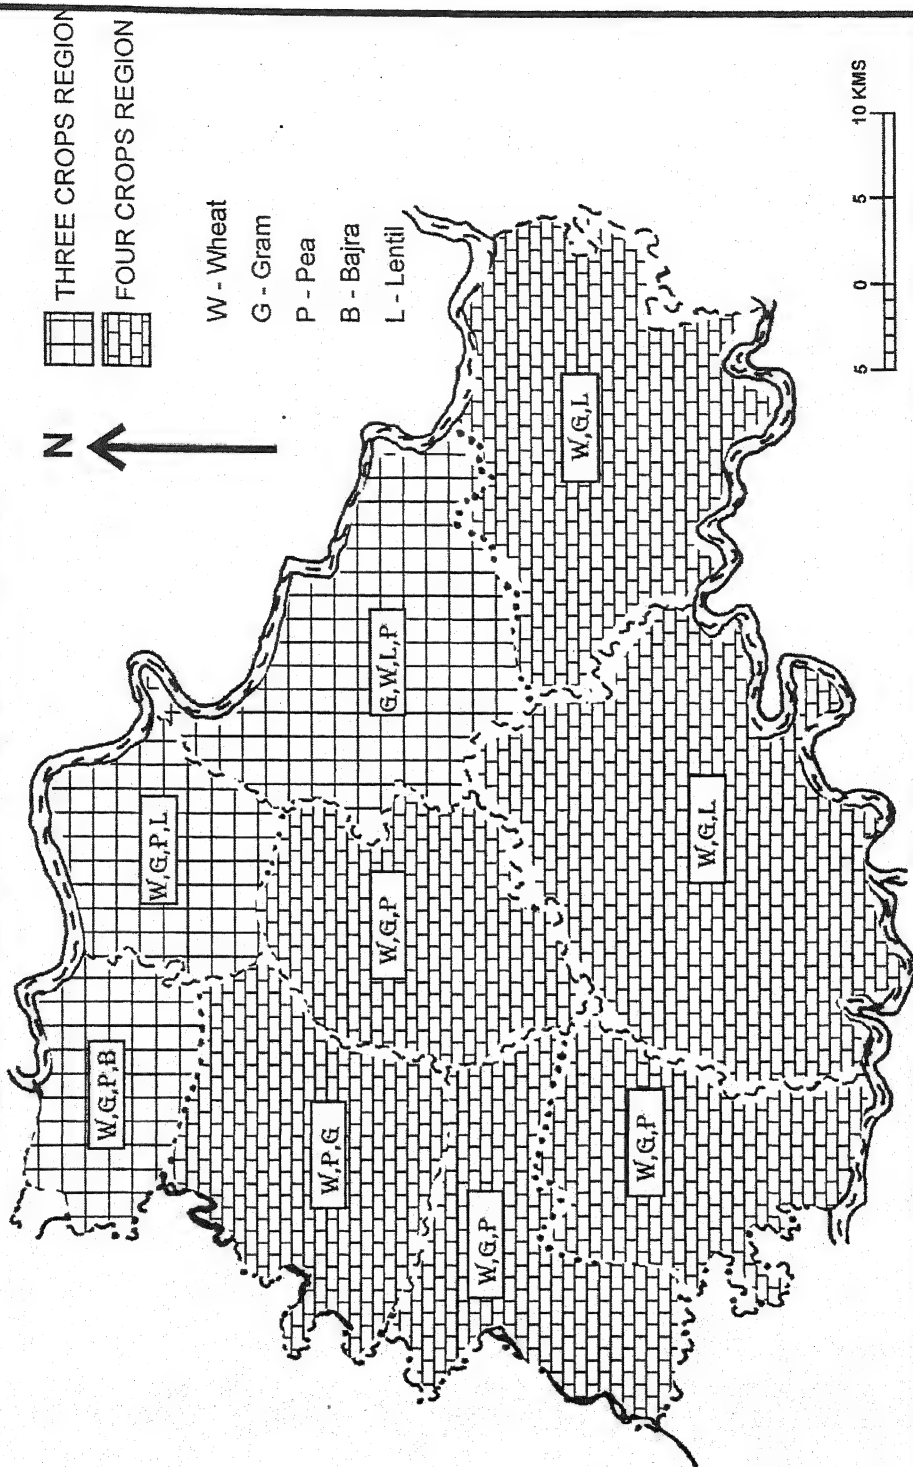 THREE CROPS REGION
FOUR CROPS REGION
N
W - Wheat
G - Gram
P - Pea
B - Bajra
L - Lentil
W,G,P,B
W,G,P,L
G,W,L,P
W,P,G
W,G,P
W,G,P
W,G,P
W,G,L
W,G,L
5 0 5 10 KMS